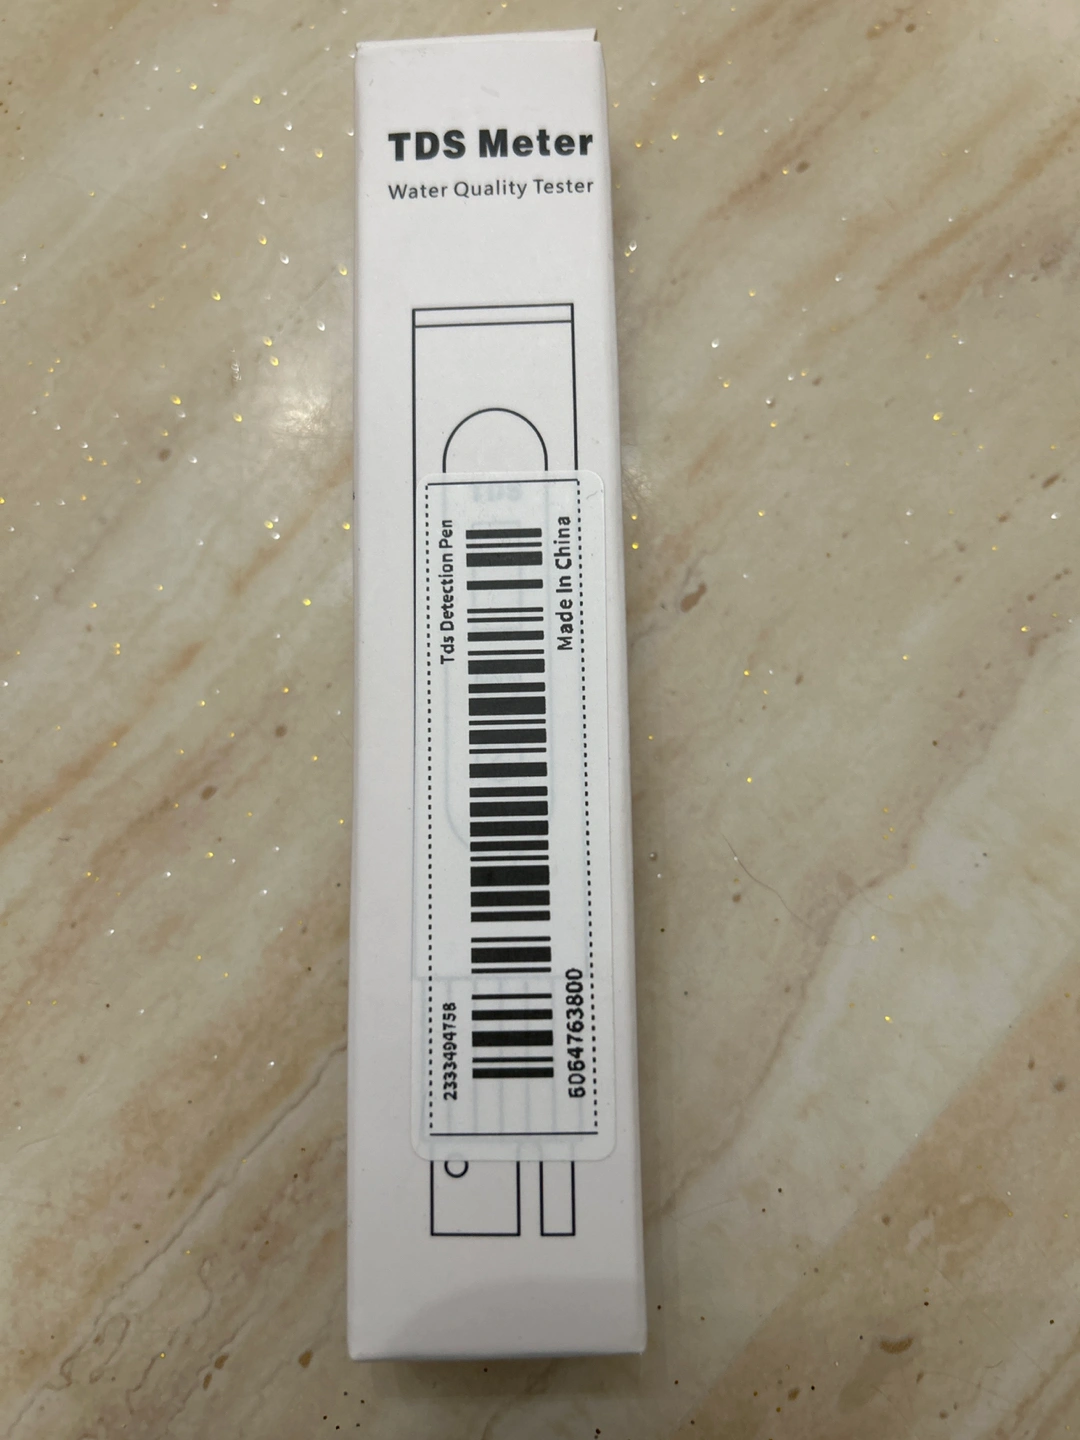 TDS Meter
Water Quality Tester
Tds Detection Pen
Made In China
2333494758
6064763800